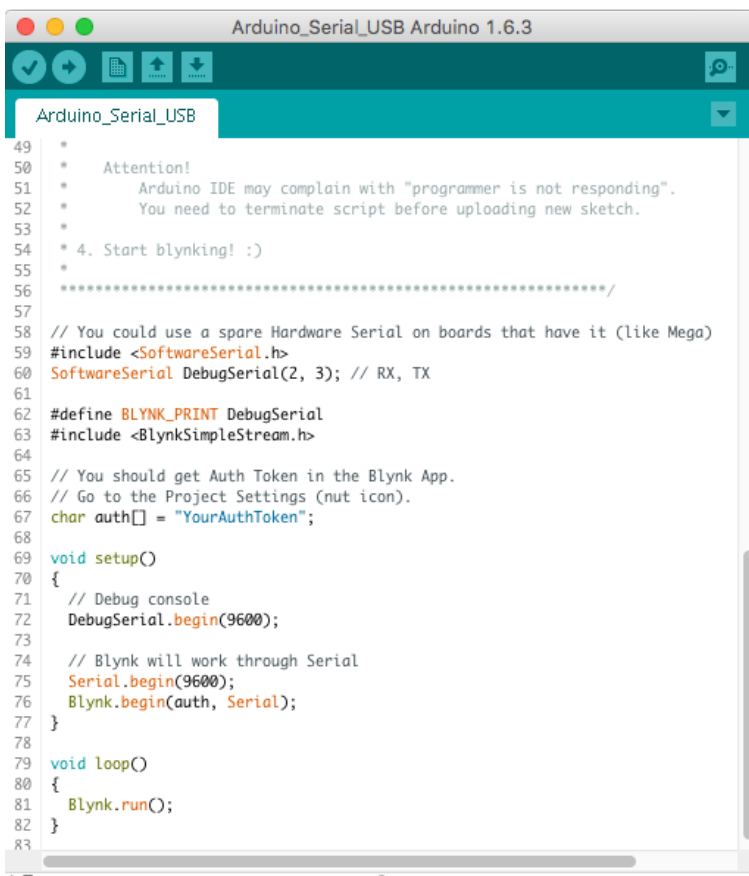 Arduino_Serial_USB Arduino 1.6.3
Arduino_Serial_USB
49 *
50 * Attention!
51 * Arduino IDE may complain with "programmer is not responding".
52 * You need to terminate script before uploading new sketch.
53 *
54 * 4. Start blynking! :)
55 *
56 **************************************************************/
57
58 // You could use a spare Hardware Serial on boards that have it (like Mega)
59 #include <SoftwareSerial.h>
60 SoftwareSerial DebugSerial(2, 3); // RX, TX
61
62 #define BLYNK_PRINT DebugSerial
63 #include <BlynkSimpleStream.h>
64
65 // You should get Auth Token in the Blynk App.
66 // Go to the Project Settings (nut icon).
67 char auth[] = "YourAuthToken";
68
69 void setup()
70 {
71 // Debug console
72 DebugSerial.begin(9600);
73
74 // Blynk will work through Serial
75 Serial.begin(9600);
76 Blynk.begin(auth, Serial);
77 }
78
79 void loop()
80 {
81 Blynk.run();
82 }
83